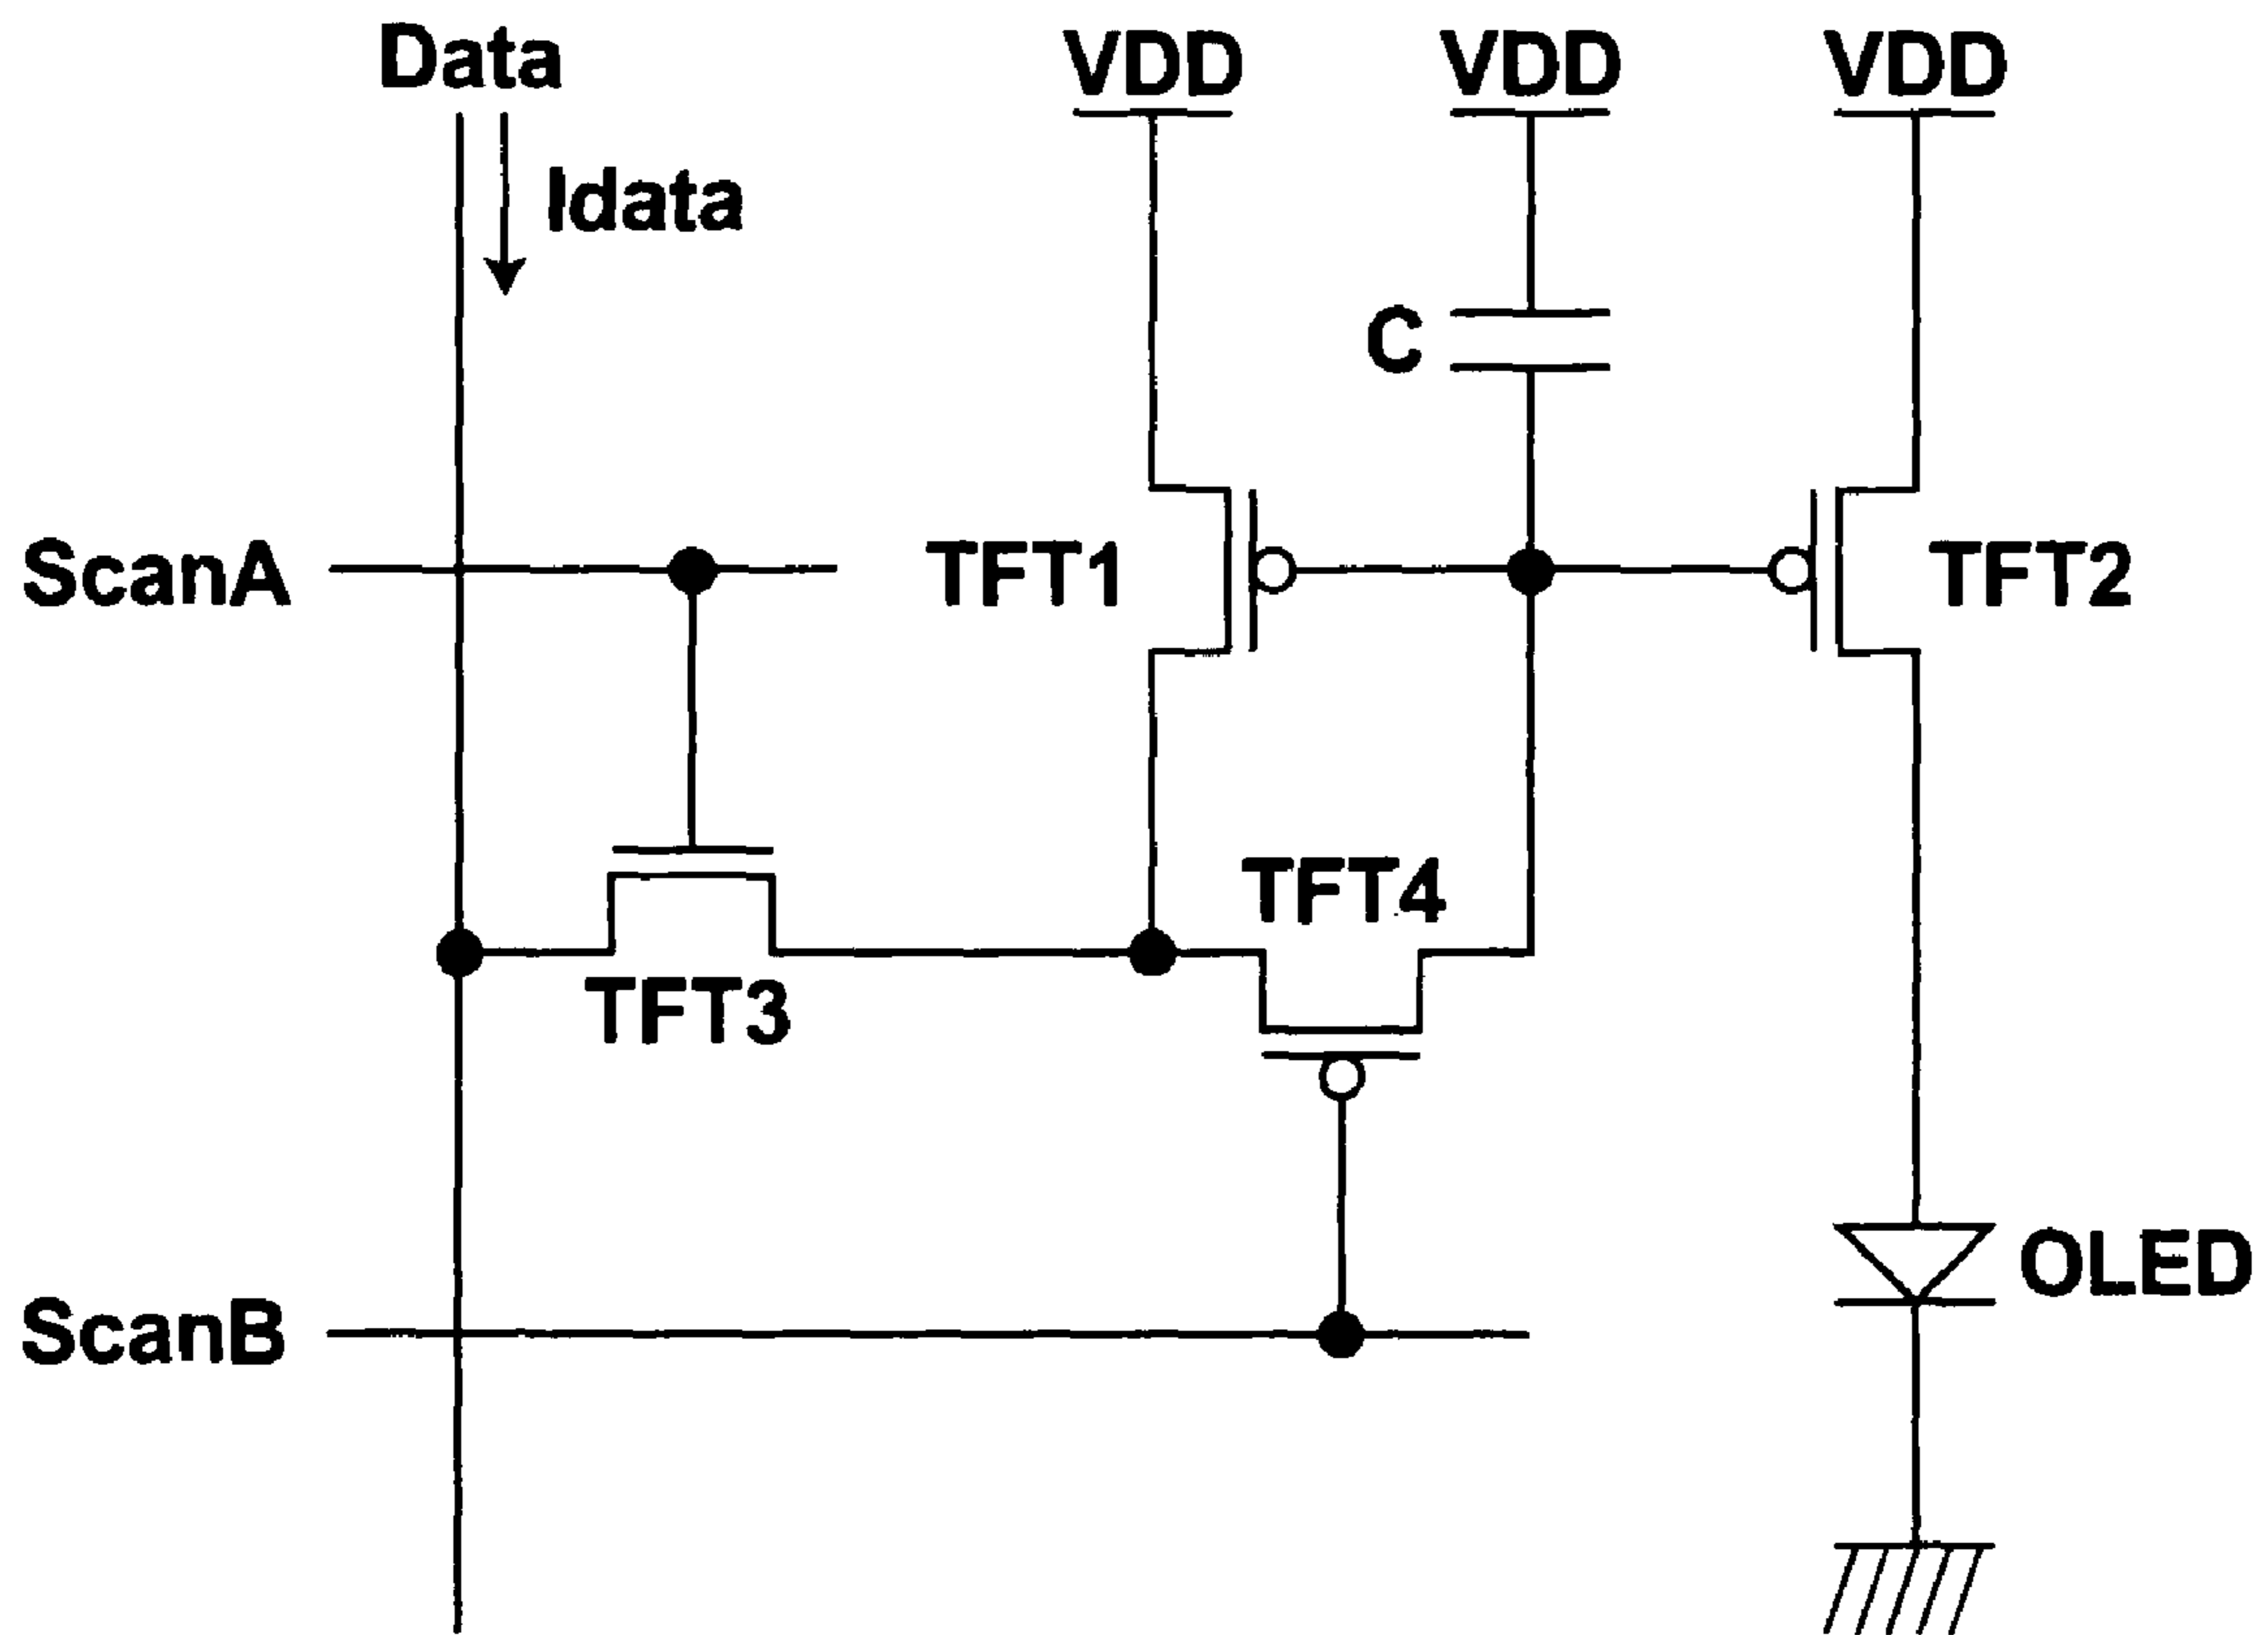 Data
VDD
VDD
VDD
Idata
C
ScanA
TFT1
TFT2
TFT4
TFT3
OLED
ScanB